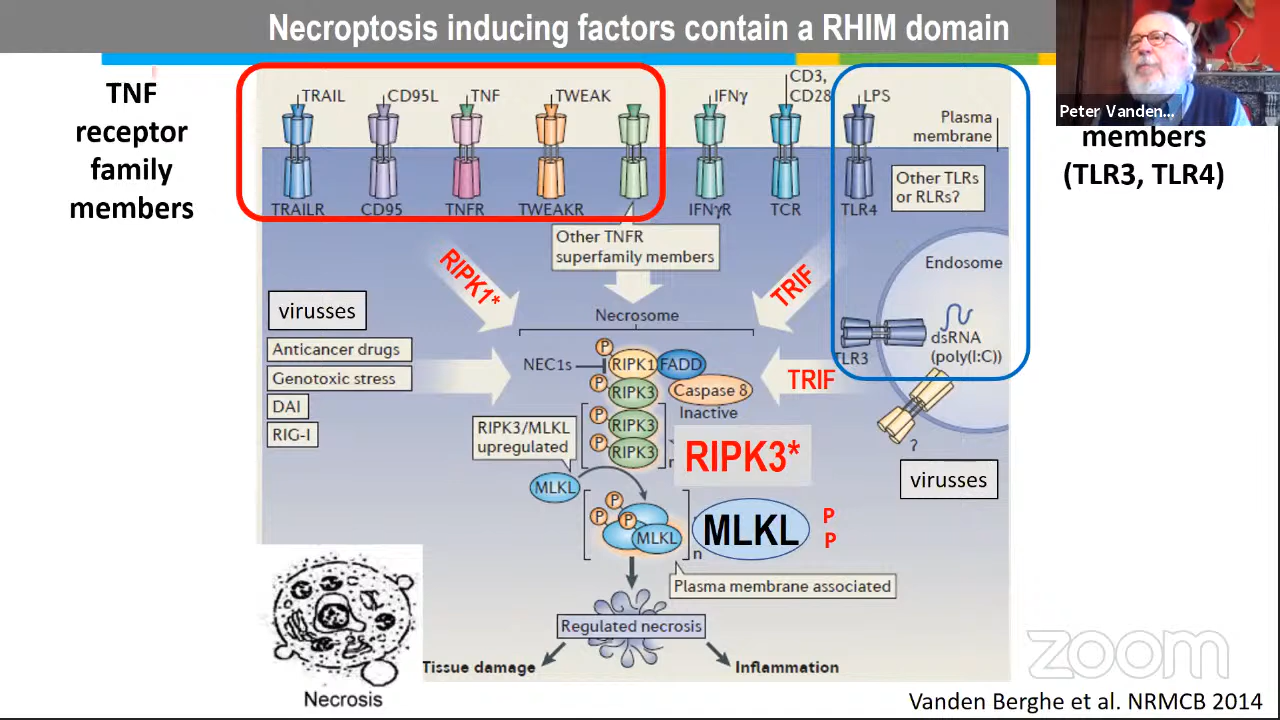 Necroptosis inducing factors contain a RHIM domain
Peter Vanden...
TNF
receptor
family
members
members
(TLR3, TLR4)
TRAIL
CD95L
TNF
TWEAK
IFNγ
CD3,
CD28
LPS
Plasma
membrane
Other TLRs
or RLRs?
TRAILR
CD95
TNFR
TWEAKR
IFNγR
TCR
TLR4
Other TNFR
superfamily members
Endosome
RIPK1*
TRIF
virusses
Necrosome
dsRNA
(poly(I:C))
TLR3
Anticancer drugs
Genotoxic stress
DAI
RIG-I
NEC1s
P
RIPK1
FADD
TRIF
P
RIPK3
Caspase 8
Inactive
P
RIPK3
P
RIPK3
RIPK3/MLKL
upregulated
RIPK3*
?
virusses
MLKL
P
P
P
MLKL
n
MLKL
P
P
Plasma membrane associated
Regulated necrosis
Tissue damage
Inflammation
Necrosis
zoom
Vanden Berghe et al. NRMCB 2014